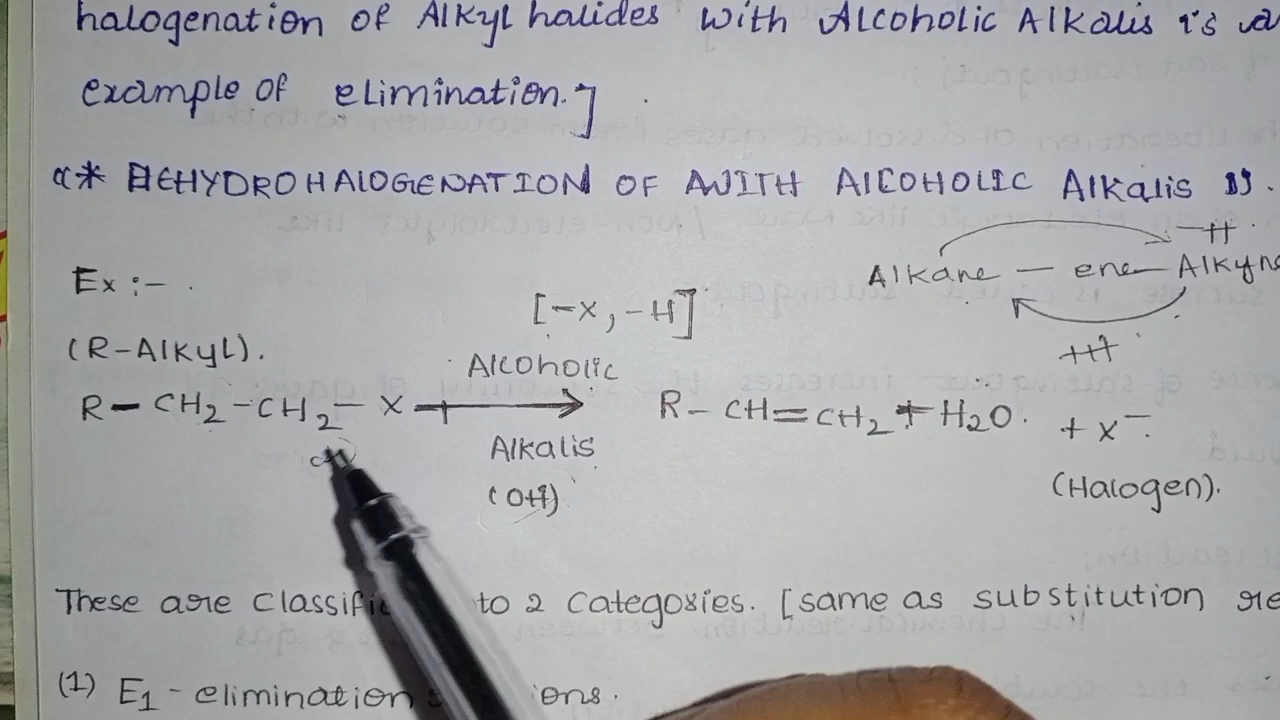 halogenation of Alkyl halides with Alcoholic Alkalis is a
example of elimination.]
(* DEHYDROHALOGENATION OF WITH ALCOHOLIC Alkalis )).
Ex :- .
[-X, -H]
Alkane — ene — Alkyne
-H
+H
(R-Alkyl).
R - CH2 - CH2 - X Alcoholic → R - CH = CH2 + H2O. + X-.
Alkalis
(OH)
(Halogen).
These are classifi to 2 categories. [same as substitution re
(1) E1 - elimination ions.